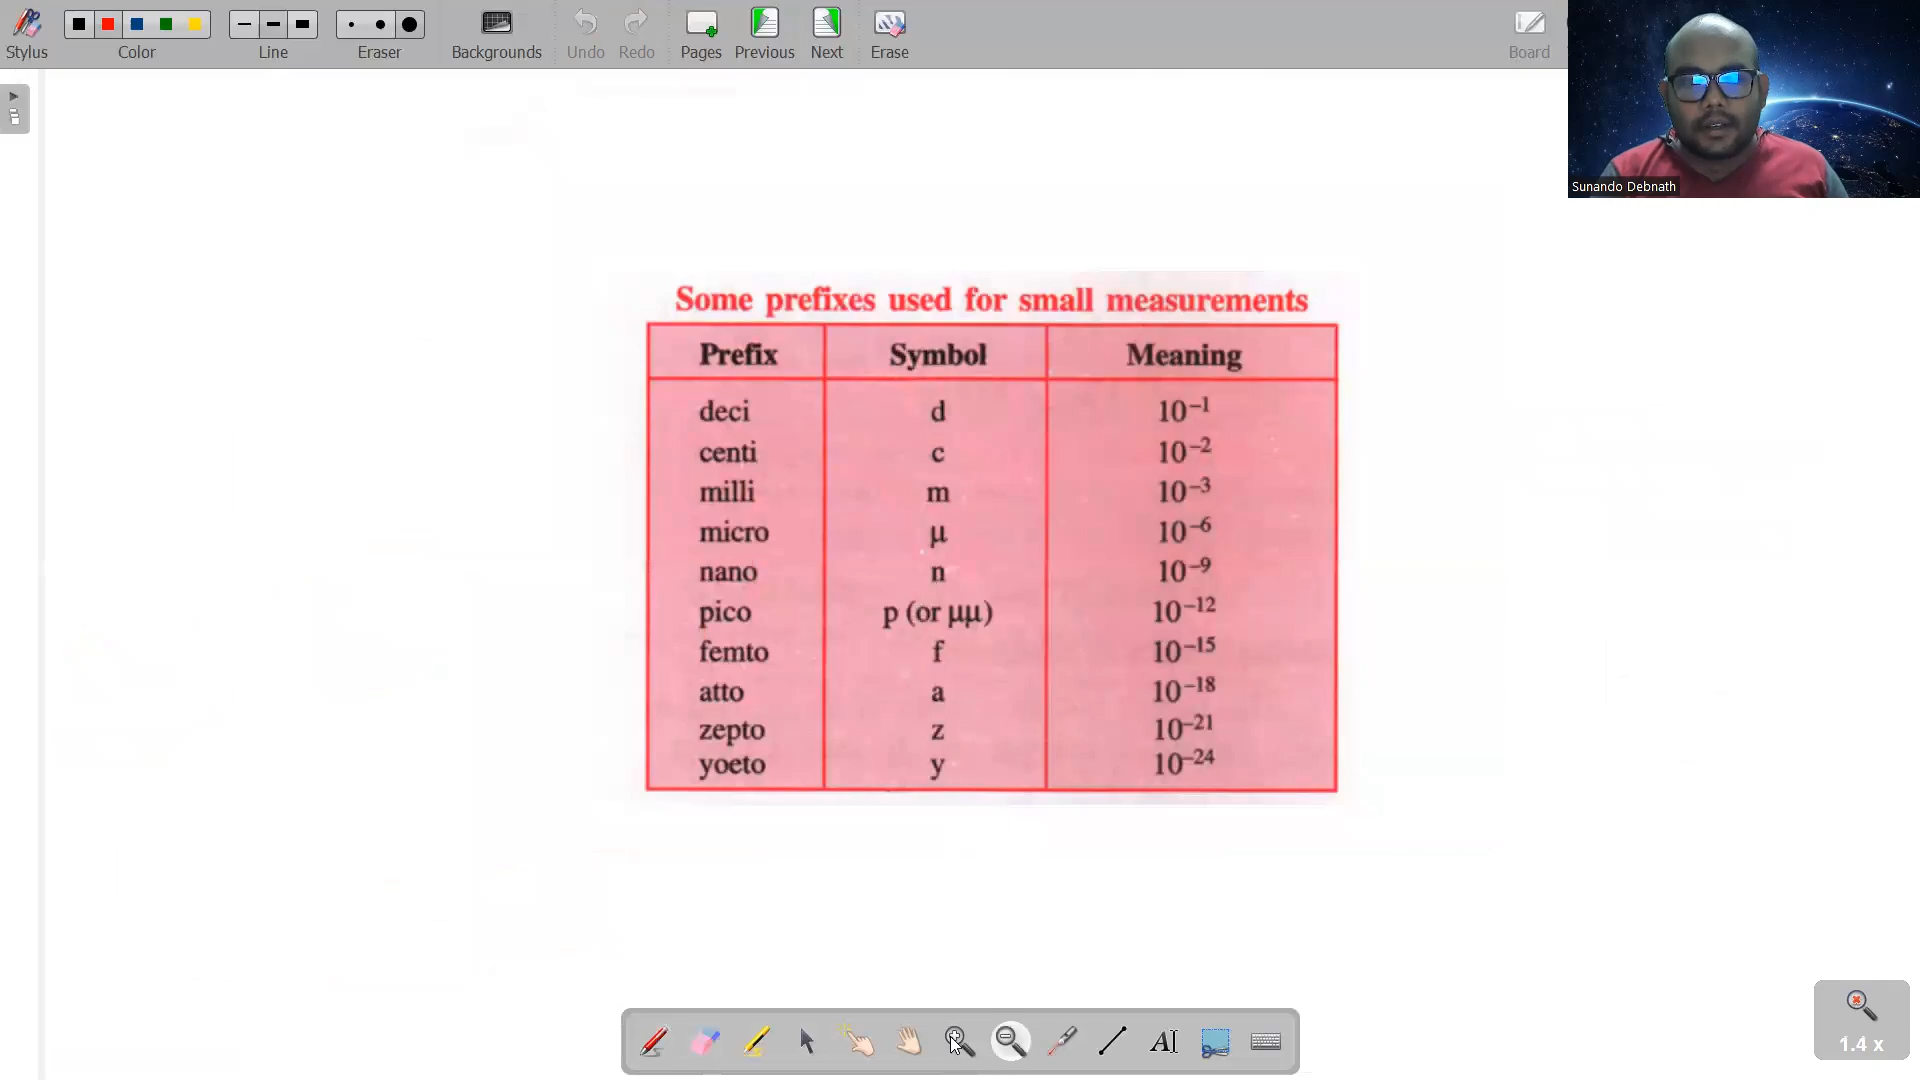 Stylus Color Line Eraser Backgrounds Undo Redo Pages Previous Next Erase Board
Sunando Debnath
Some prefixes used for small measurements
Prefix Symbol Meaning
deci d 10⁻¹
centi c 10⁻²
milli m 10⁻³
micro μ 10⁻⁶
nano n 10⁻⁹
pico p (or μμ) 10⁻¹²
femto f 10⁻¹⁵
atto a 10⁻¹⁸
zepto z 10⁻²¹
yoeto y 10⁻²⁴
1.4 x